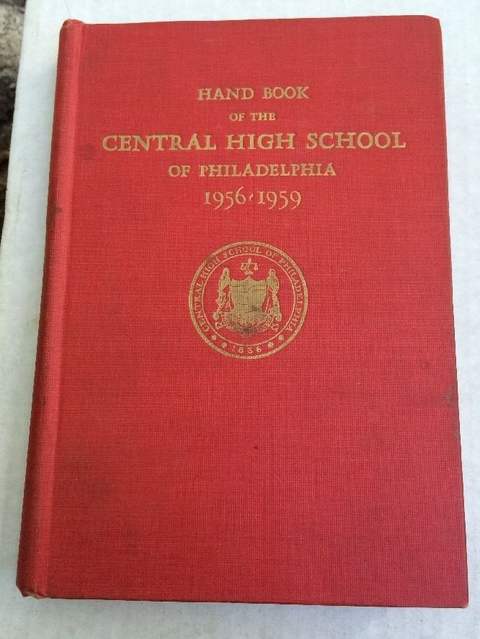 HAND BOOK
OF THE
CENTRAL HIGH SCHOOL
OF PHILADELPHIA
1956·1959
CENTRAL HIGH SCHOOL OF PHILADELPHIA
1836